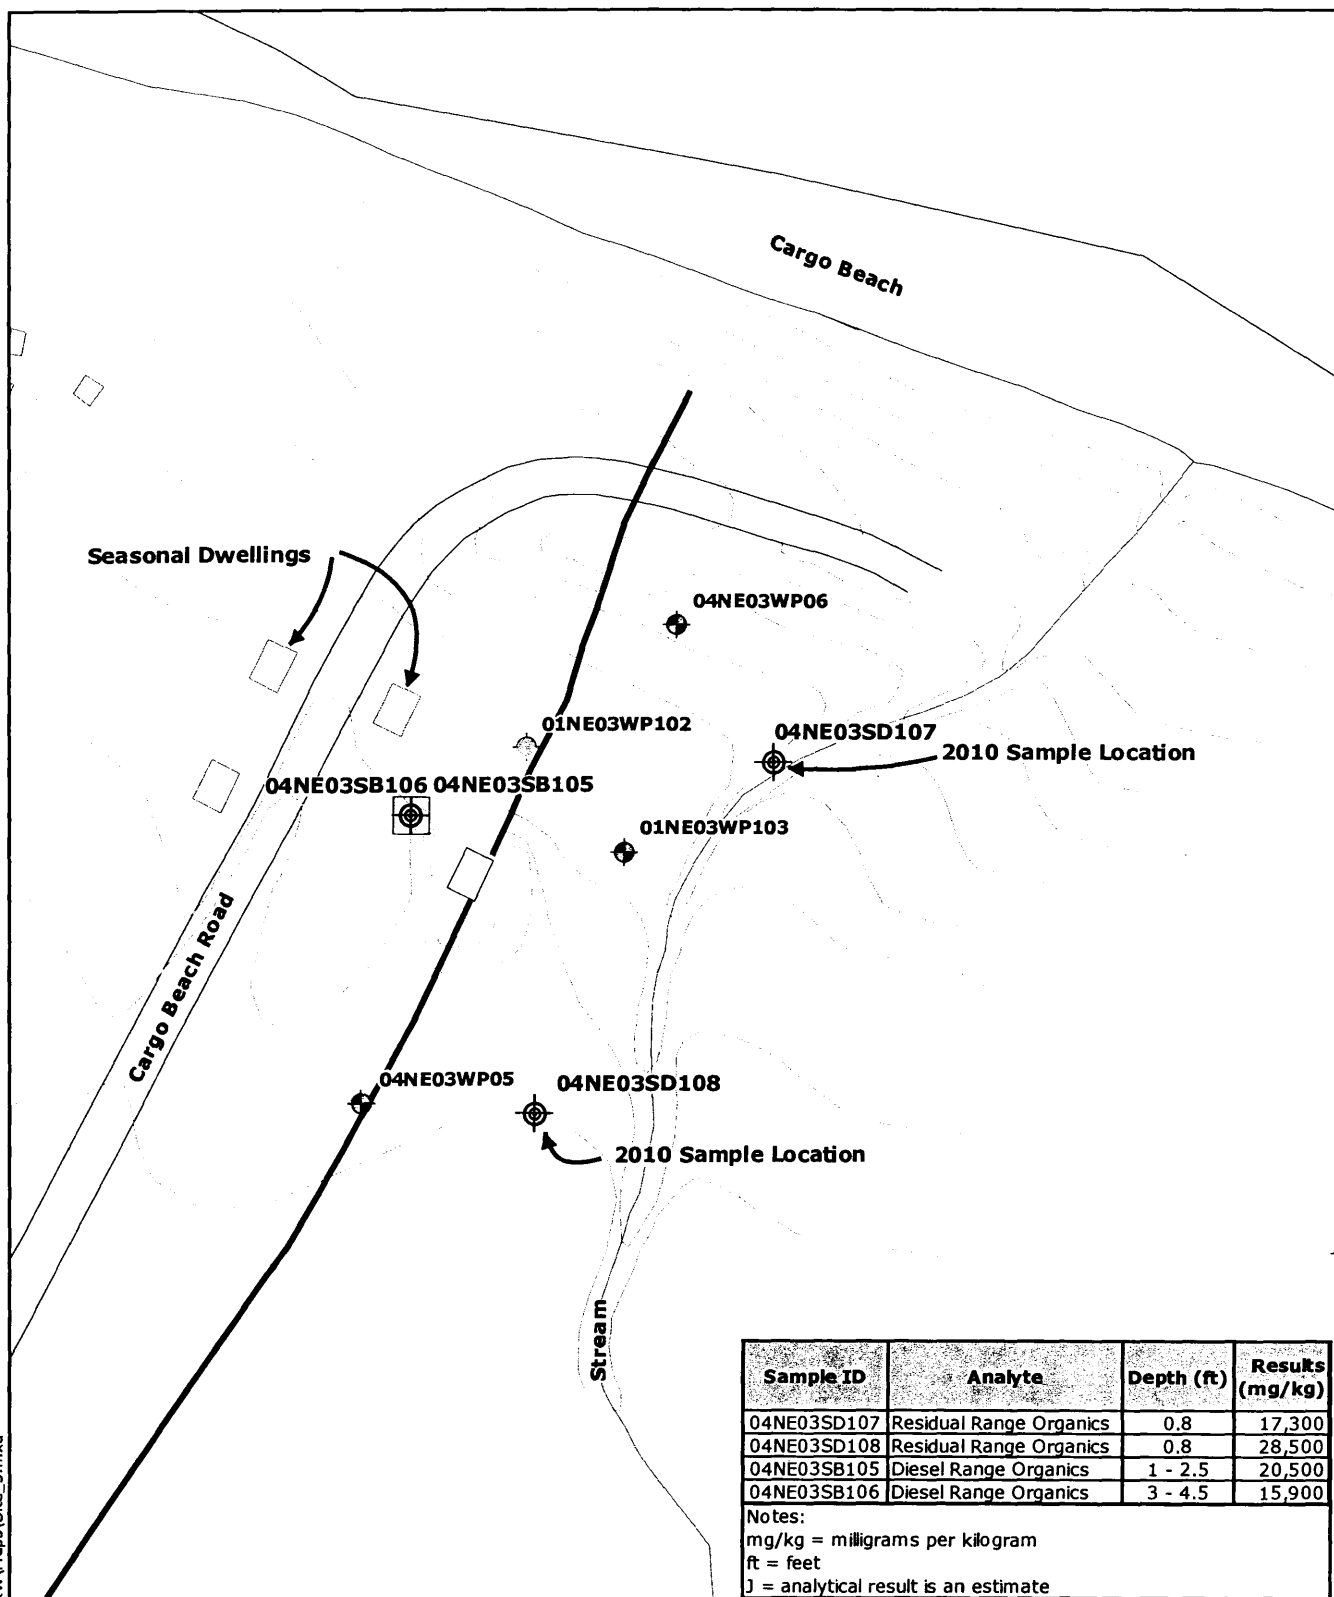 Cargo Beach
Seasonal Dwellings
04NE03WP06
01NE03WP102
04NE03SD107
2010 Sample Location
04NE03SB106 04NE03SB105
01NE03WP103
Cargo Beach Road
04NE03WP05
04NE03SD108
2010 Sample Location
Stream
Sample ID Analyte Depth (ft) Results (mg/kg)
04NE03SD107 Residual Range Organics 0.8 17,300
04NE03SD108 Residual Range Organics 0.8 28,500
04NE03SB105 Diesel Range Organics 1 - 2.5 20,500
04NE03SB106 Diesel Range Organics 3 - 4.5 15,900
Notes:
mg/kg = milligrams per kilogram
ft = feet
J = analytical result is an estimate